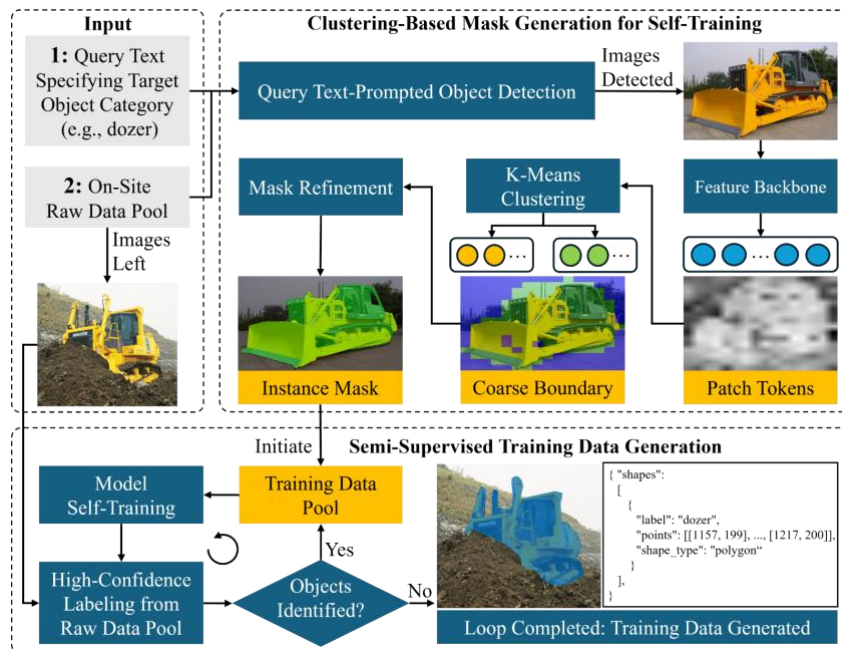 Input
1: Query Text
Specifying Target
Object Category
(e.g., dozer)
2: On-Site
Raw Data Pool
Images
Left
Clustering-Based Mask Generation for Self-Training
Query Text-Prompted Object Detection
Images
Detected
Mask Refinement
K-Means
Clustering
Feature Backbone
...
...
...
Instance Mask
Coarse Boundary
Patch Tokens
Initiate
Semi-Supervised Training Data Generation
Model
Self-Training
Training Data
Pool
Yes
High-Confidence
Labeling from
Raw Data Pool
Objects
Identified?
No
{ "shapes":
[
{
"label": "dozer",
"points": [[1157, 199], ..., [1217, 200]],
"shape_type": "polygon“
}
],
}
Loop Completed: Training Data Generated